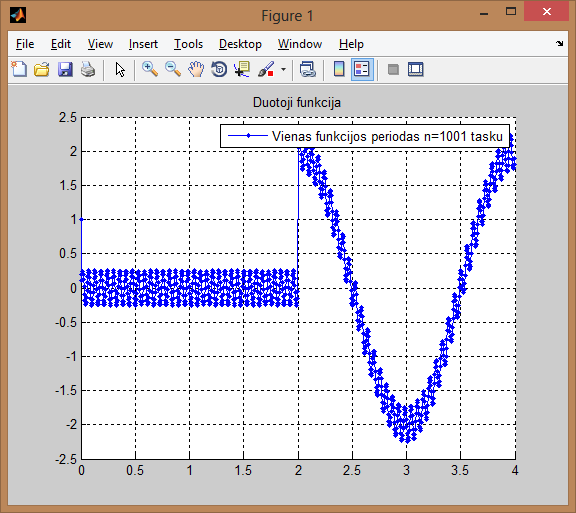 Figure 1
File Edit View Insert Tools Desktop Window Help
Duotoji funkcija
Vienas funkcijos periodas n=1001 tasku
2.5
2
1.5
1
0.5
0
-0.5
-1
-1.5
-2
-2.5
0 0.5 1 1.5 2 2.5 3 3.5 4